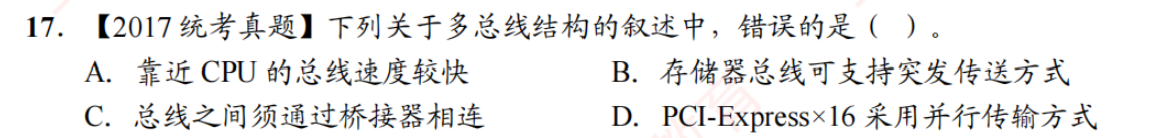 17. 【2017 统考真题】下列关于多总线结构的叙述中，错误的是（ ）。
A. 靠近 CPU 的总线速度较快 B. 存储器总线可支持突发传送方式
C. 总线之间须通过桥接器相连 D. PCI-Express×16 采用并行传输方式